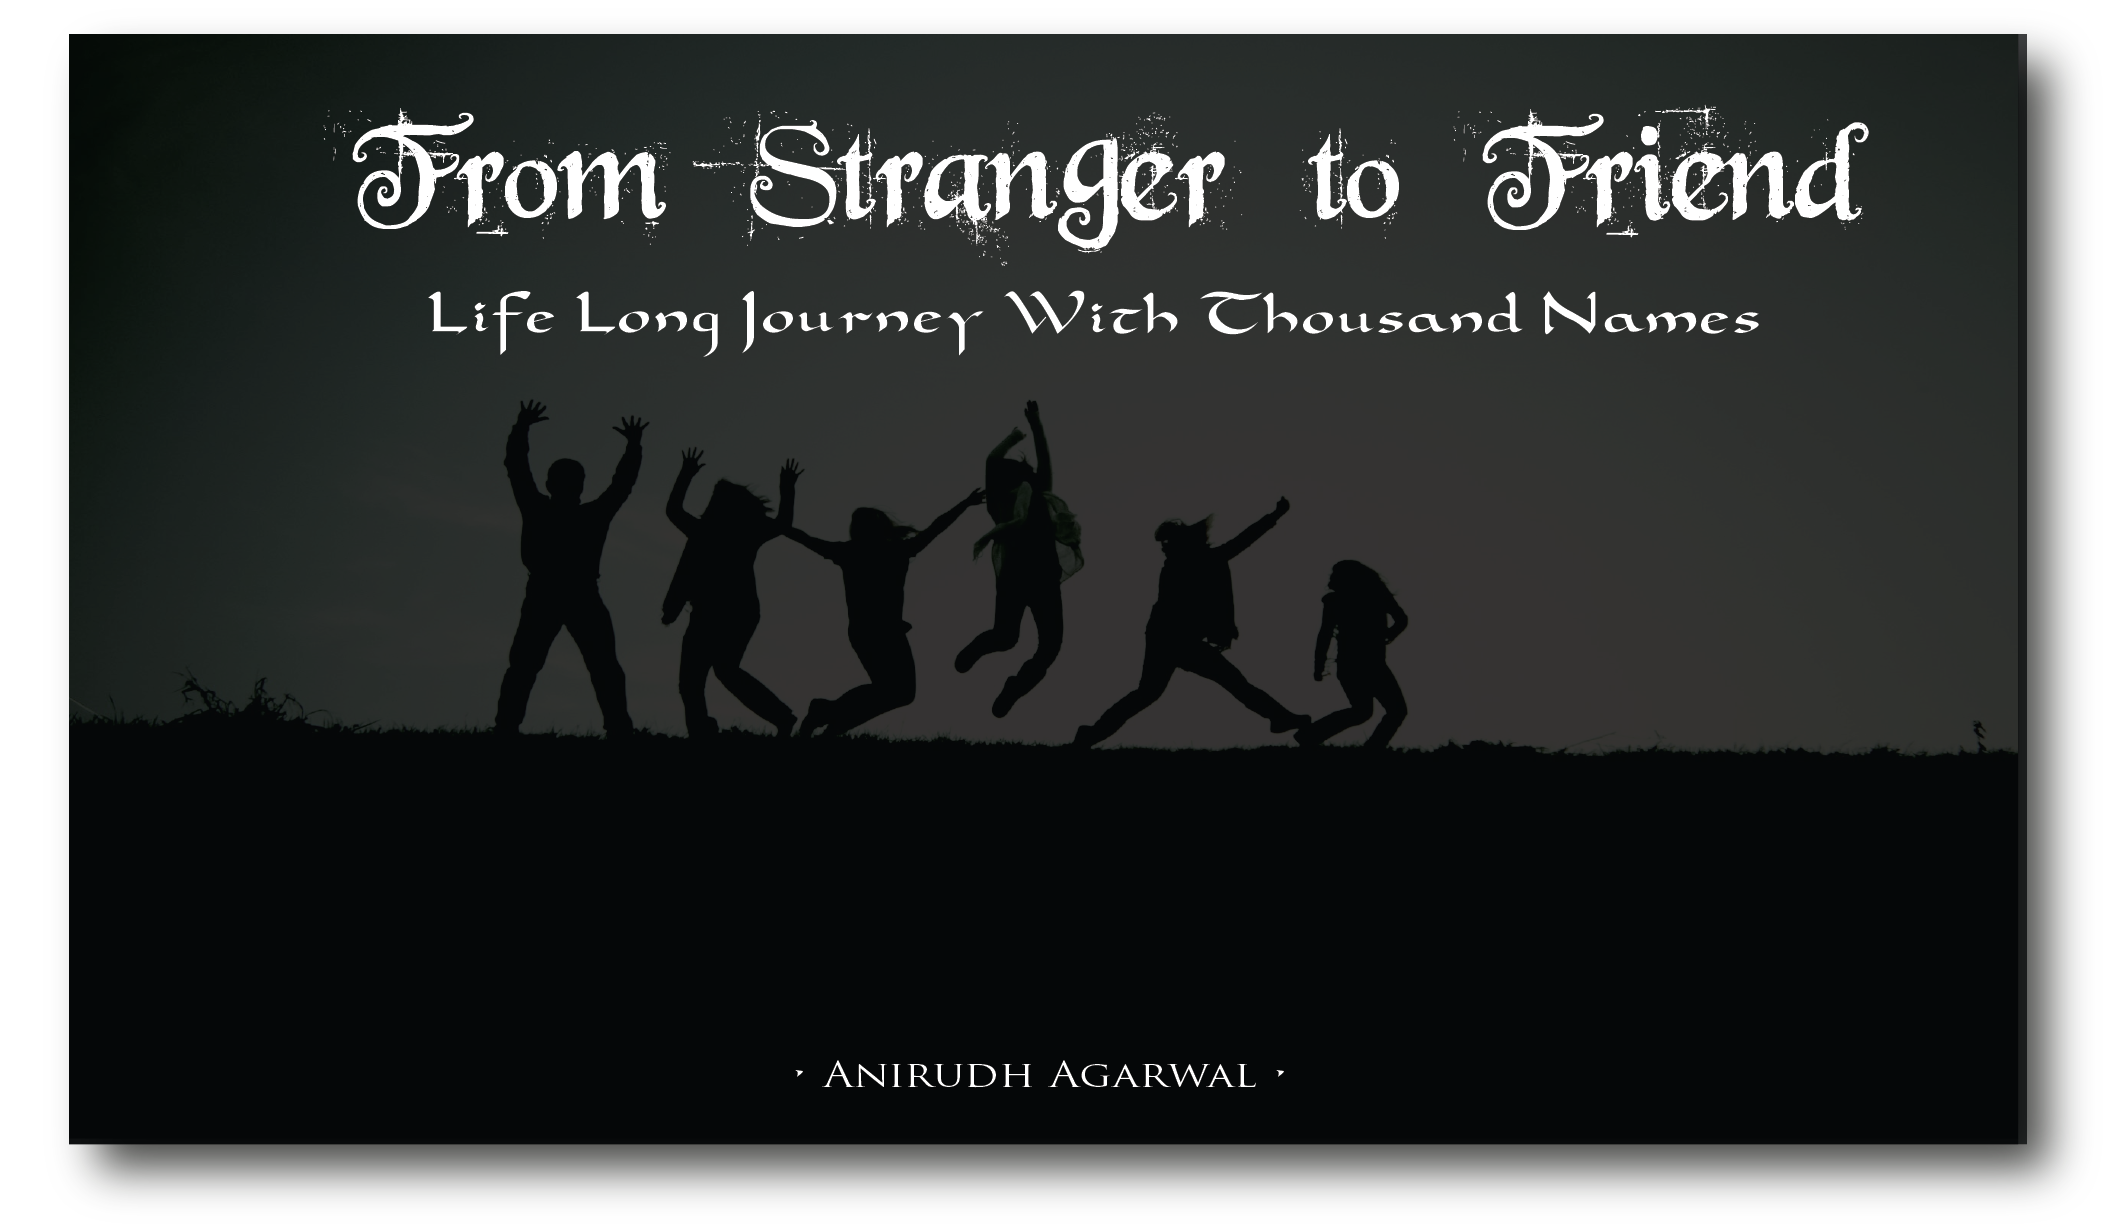 From Stranger to Friend
Life Long Journey With Thousand Names
· ANIRUDH AGARWAL ·